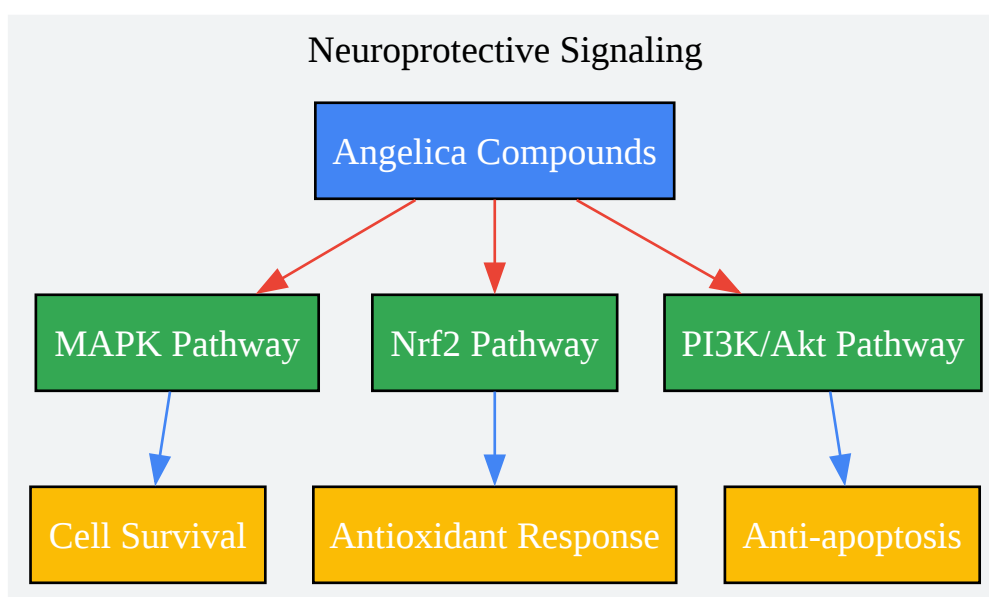 Neuroprotective Signaling
Angelica Compounds
MAPK Pathway
Nrf2 Pathway
PI3K/Akt Pathway
Cell Survival
Antioxidant Response
Anti-apoptosis